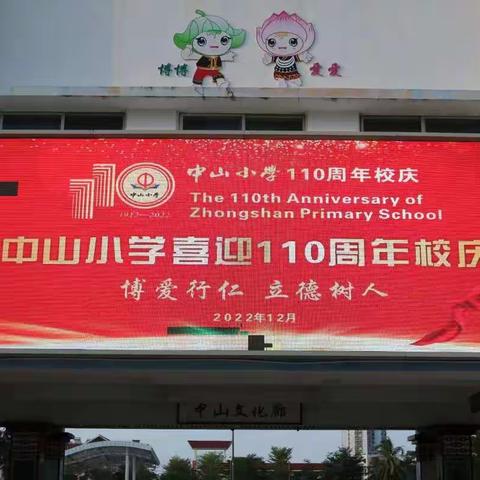 博博
爱爱
中山小学
1912-2022
中山小学110周年校庆
The 110th Anniversary of
Zhongshan Primary School
中山小学喜迎110周年校庆
博爱行仁 立德树人
2022年12月
中山文化廊